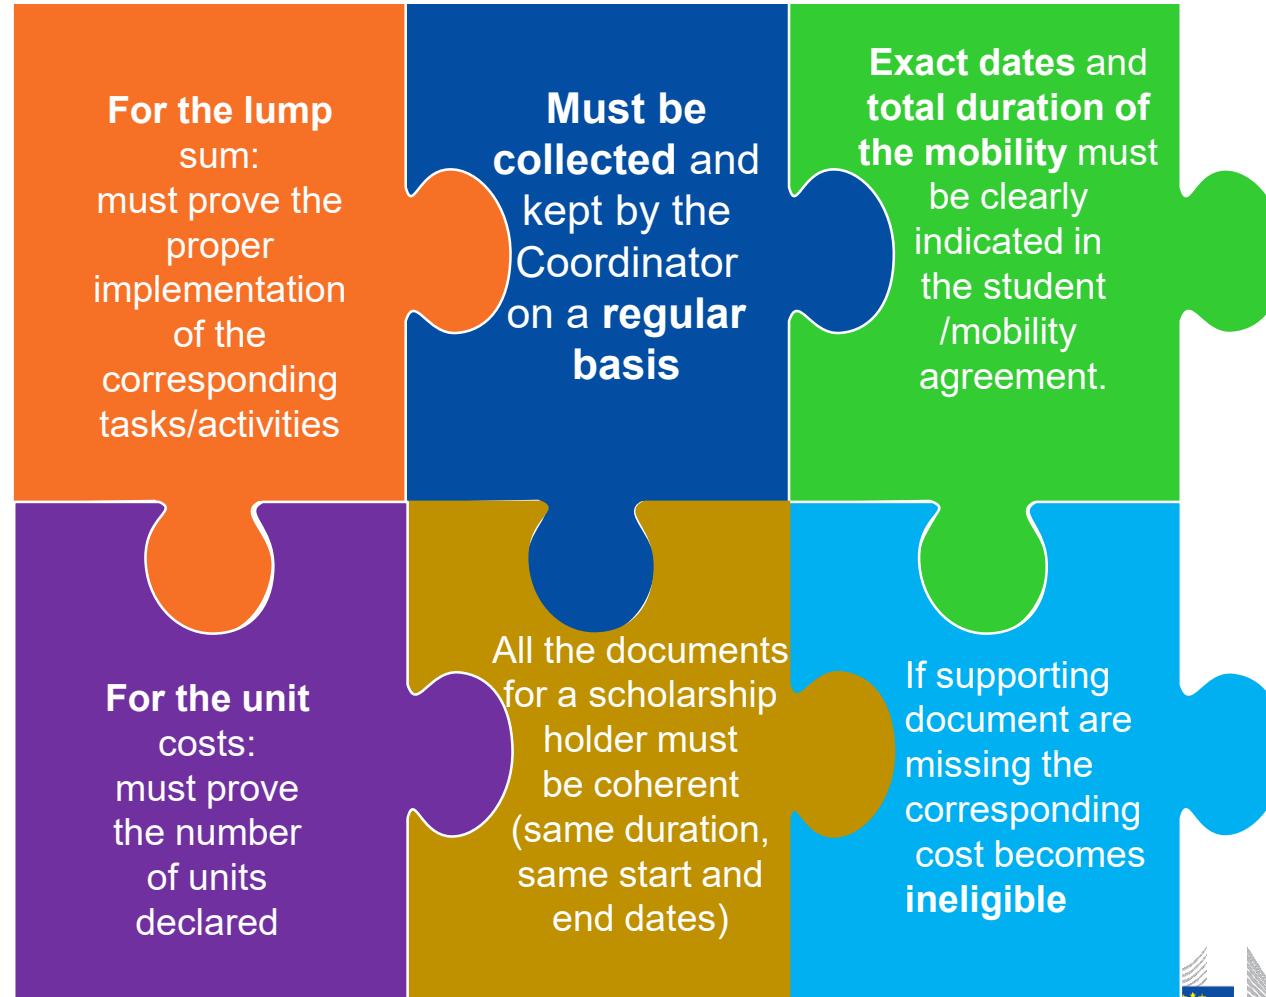 For the lump
sum:
must prove the
proper
implementation
of the
corresponding
tasks/activities
Must be
collected and
kept by the
Coordinator
on a regular
basis
Exact dates and
total duration of
the mobility must
be clearly
indicated in
the student
/mobility
agreement.
For the unit
costs:
must prove
the number
of units
declared
All the documents
for a scholarship
holder must
be coherent
(same duration,
same start and
end dates)
If supporting
document are
missing the
corresponding
cost becomes
ineligible